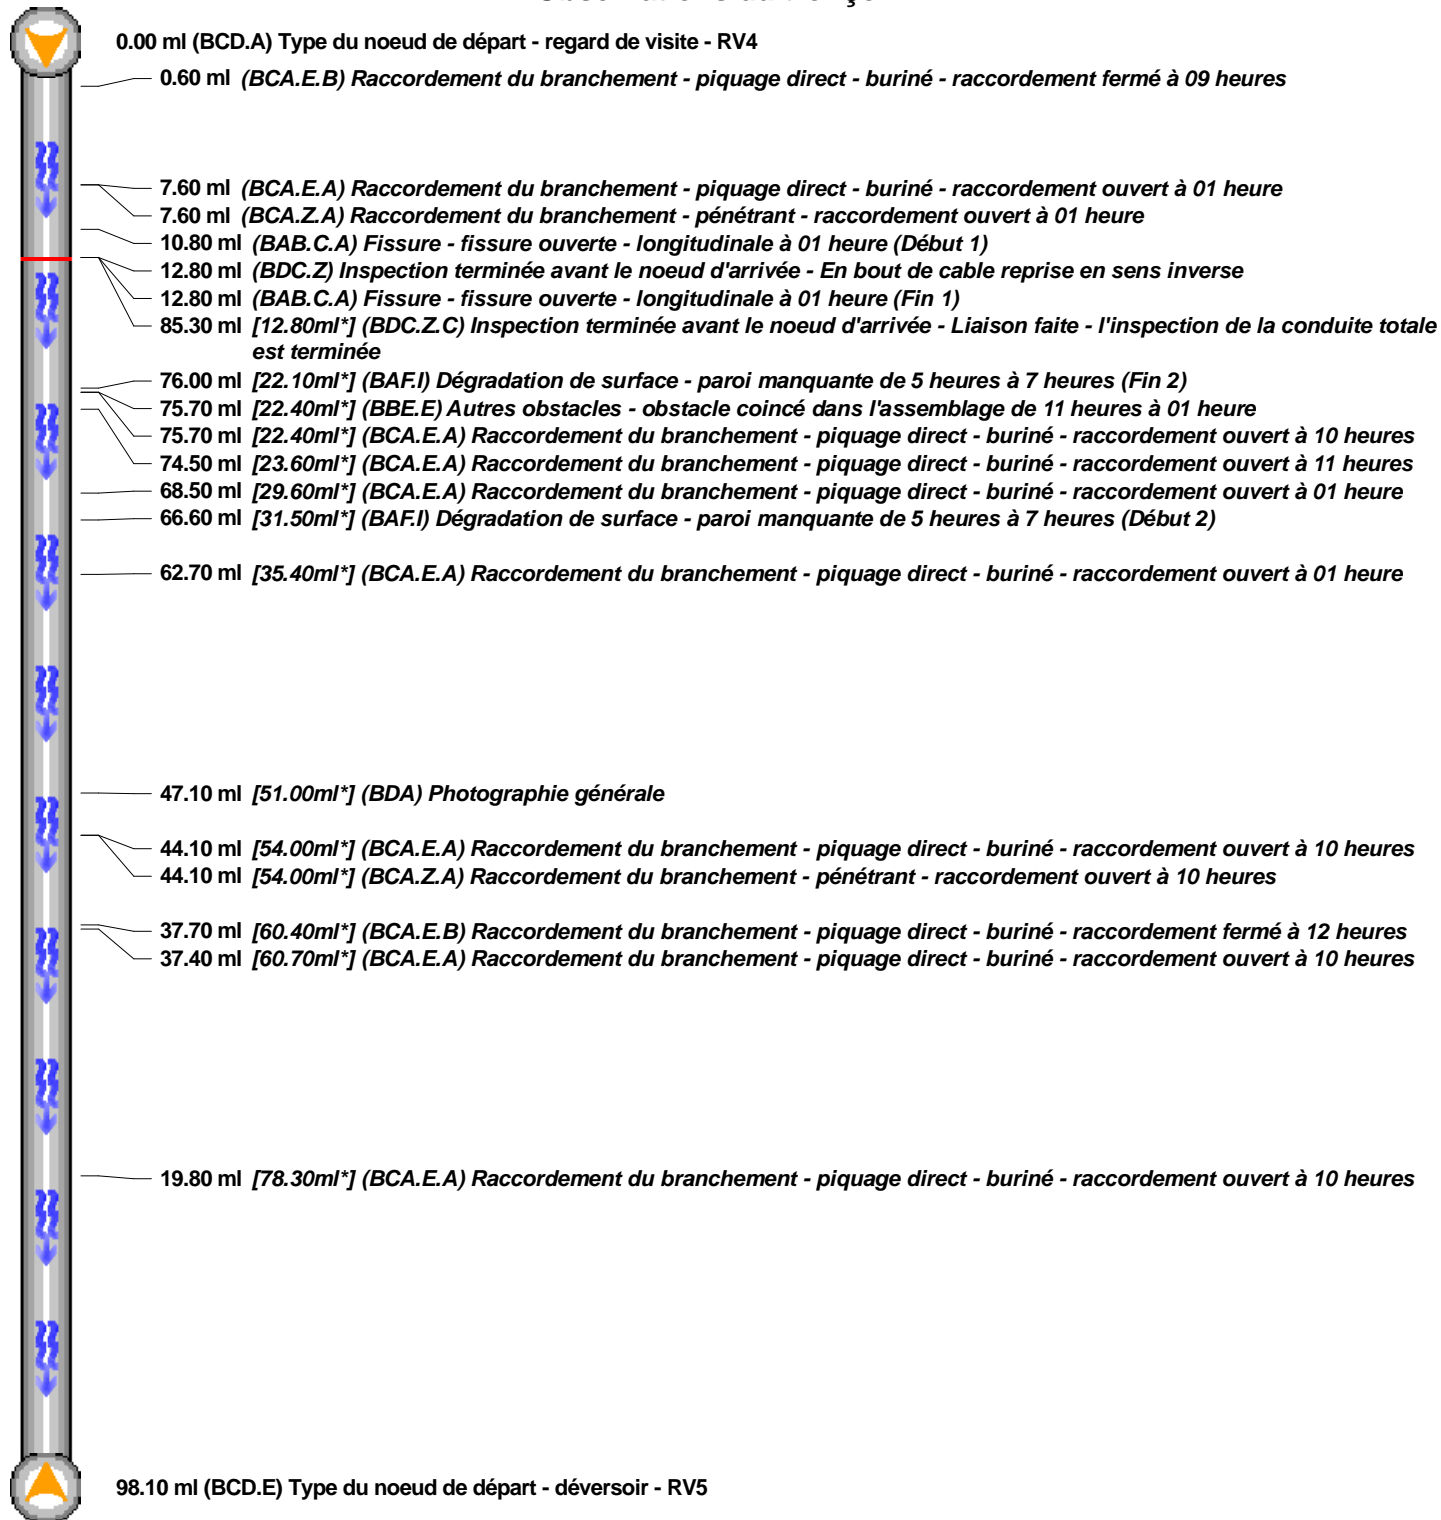 0.00 ml (BCD.A) Type du noeud de départ - regard de visite - RV4
0.60 ml (BCA.E.B) Raccordement du branchement - piquage direct - buriné - raccordement fermé à 09 heures
7.60 ml (BCA.E.A) Raccordement du branchement - piquage direct - buriné - raccordement ouvert à 01 heure
7.60 ml (BCA.Z.A) Raccordement du branchement - pénétrant - raccordement ouvert à 01 heure
10.80 ml (BAB.C.A) Fissure - fissure ouverte - longitudinale à 01 heure (Début 1)
12.80 ml (BDC.Z) Inspection terminée avant le noeud d'arrivée - En bout de cable reprise en sens inverse
12.80 ml (BAB.C.A) Fissure - fissure ouverte - longitudinale à 01 heure (Fin 1)
85.30 ml [12.80ml*] (BDC.Z.C) Inspection terminée avant le noeud d'arrivée - Liaison faite - l'inspection de la conduite totale
est terminée
76.00 ml [22.10ml*] (BAF.I) Dégradation de surface - paroi manquante de 5 heures à 7 heures (Fin 2)
75.70 ml [22.40ml*] (BBE.E) Autres obstacles - obstacle coincé dans l'assemblage de 11 heures à 01 heure
75.70 ml [22.40ml*] (BCA.E.A) Raccordement du branchement - piquage direct - buriné - raccordement ouvert à 10 heures
74.50 ml [23.60ml*] (BCA.E.A) Raccordement du branchement - piquage direct - buriné - raccordement ouvert à 11 heures
68.50 ml [29.60ml*] (BCA.E.A) Raccordement du branchement - piquage direct - buriné - raccordement ouvert à 01 heure
66.60 ml [31.50ml*] (BAF.I) Dégradation de surface - paroi manquante de 5 heures à 7 heures (Début 2)
62.70 ml [35.40ml*] (BCA.E.A) Raccordement du branchement - piquage direct - buriné - raccordement ouvert à 01 heure
47.10 ml [51.00ml*] (BDA) Photographie générale
44.10 ml [54.00ml*] (BCA.E.A) Raccordement du branchement - piquage direct - buriné - raccordement ouvert à 10 heures
44.10 ml [54.00ml*] (BCA.Z.A) Raccordement du branchement - pénétrant - raccordement ouvert à 10 heures
37.70 ml [60.40ml*] (BCA.E.B) Raccordement du branchement - piquage direct - buriné - raccordement fermé à 12 heures
37.40 ml [60.70ml*] (BCA.E.A) Raccordement du branchement - piquage direct - buriné - raccordement ouvert à 10 heures
19.80 ml [78.30ml*] (BCA.E.A) Raccordement du branchement - piquage direct - buriné - raccordement ouvert à 10 heures
98.10 ml (BCD.E) Type du noeud de départ - déversoir - RV5